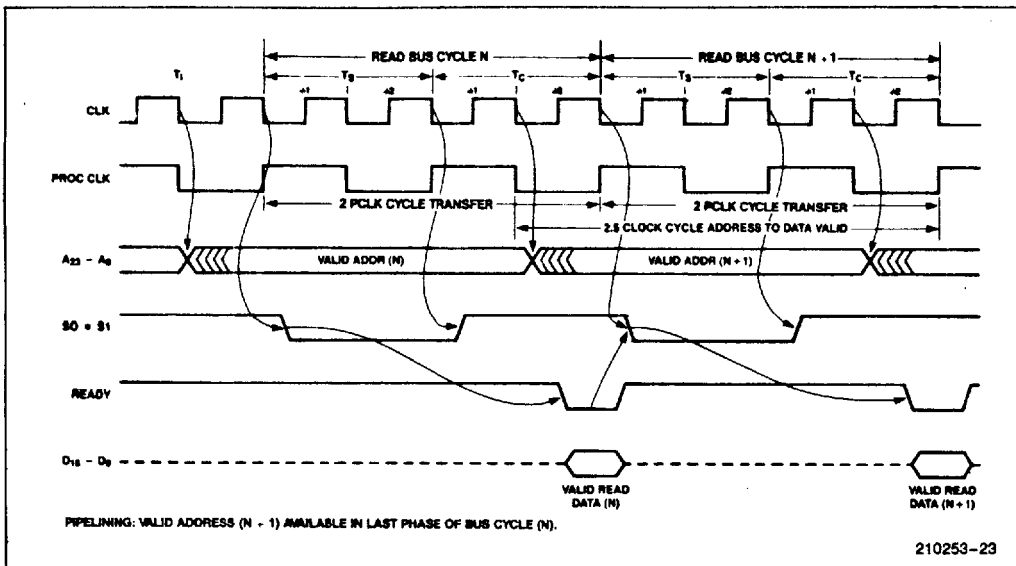 READ BUS CYCLE N
READ BUS CYCLE N + 1
Ti
TS
TC
TS
TC
φ1
φ2
φ1
φ2
φ1
φ2
φ1
φ2
CLK
PROC CLK
2 PCLK CYCLE TRANSFER
2 PCLK CYCLE TRANSFER
2.5 CLOCK CYCLE ADDRESS TO DATA VALID
A23 - A0
VALID ADDR (N)
VALID ADDR (N + 1)
S0 • S1
READY
D15 - D0
VALID READ
DATA (N)
VALID READ
DATA (N + 1)
PIPELINING: VALID ADDRESS (N + 1) AVAILABLE IN LAST PHASE OF BUS CYCLE (N).
210253-23